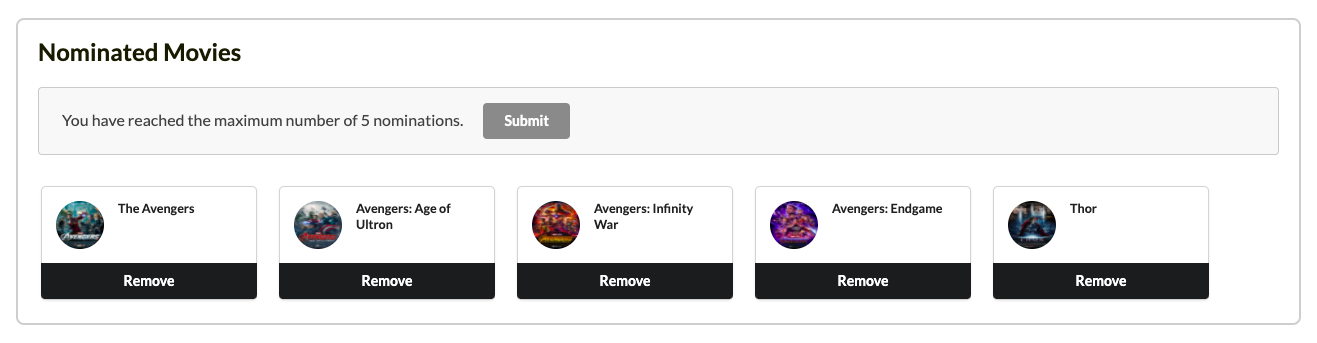 Nominated Movies
You have reached the maximum number of 5 nominations. Submit
The Avengers
Remove
Avengers: Age of
Ultron
Remove
Avengers: Infinity
War
Remove
Avengers: Endgame
Remove
Thor
Remove